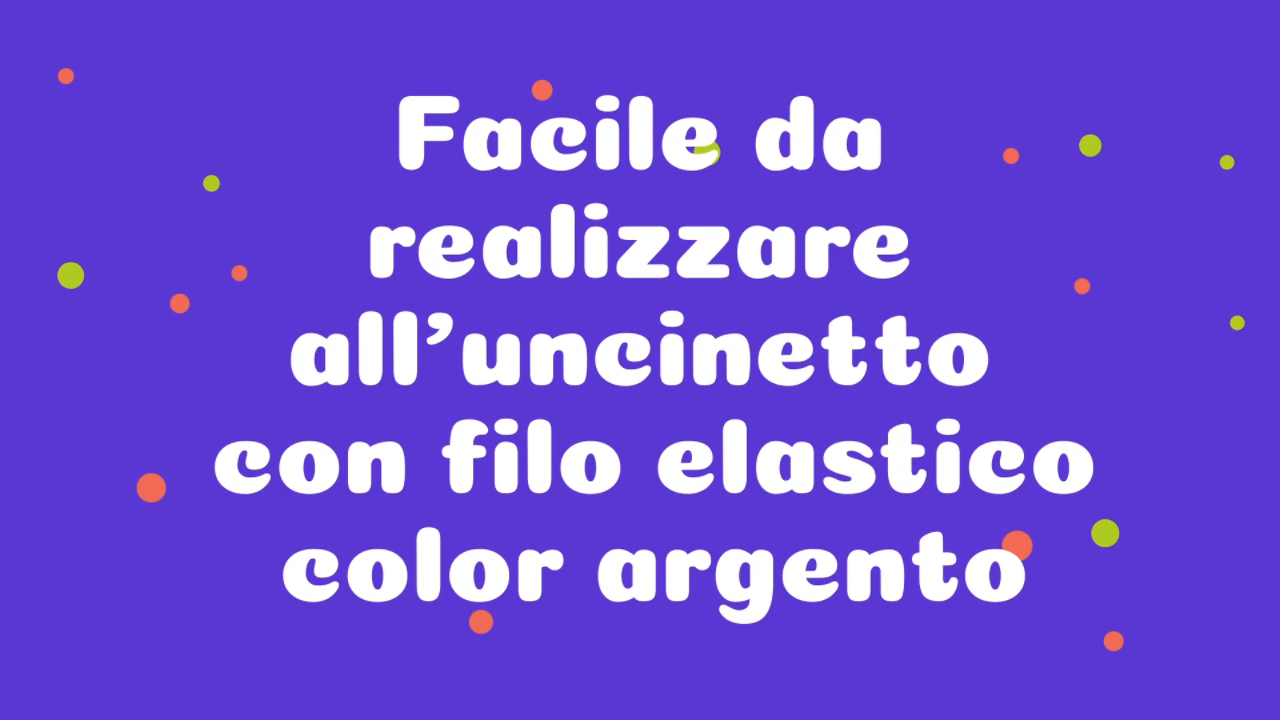 Facile da
realizzare
all’uncinetto
con filo elastico
color argento